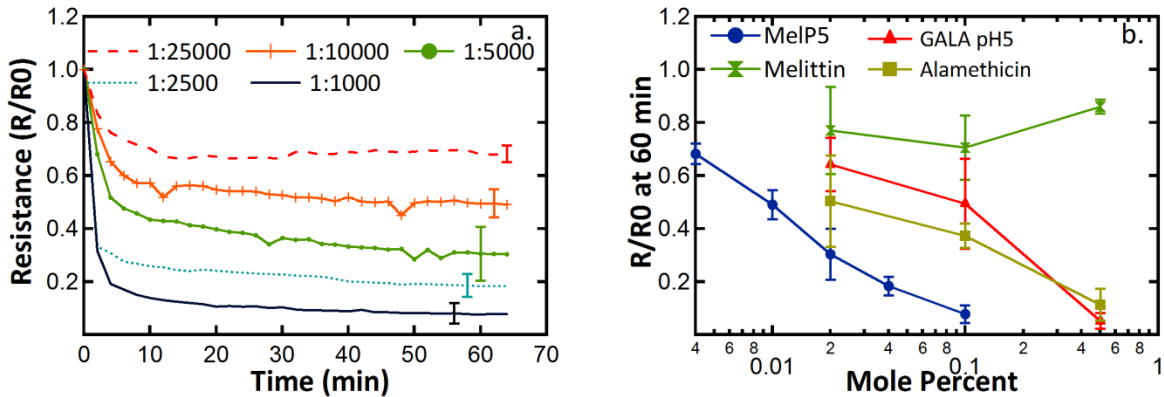 a.
1:25000 1:10000 1:5000
1:2500 1:1000
Resistance (R/R0)
1.2
1.0
0.8
0.6
0.4
0.2
0 10 20 30 40 50 60 70
Time (min)
b.
MelP5 GALA pH5
Melittin Alamethicin
R/R0 at 60 min
1.2
1.0
0.8
0.6
0.4
0.2
0.0
4 6 8 0.01 2 4 6 8 0.1 2 4 6 8 1
Mole Percent